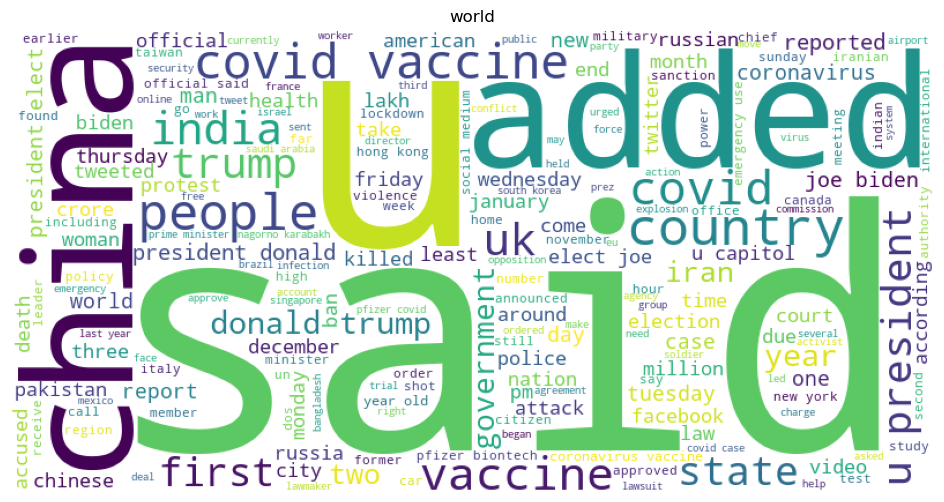 world
earlier
official
currently
worker
american
public
military
chief
airport
new
russian
reported
party
move
taiwan
covid vaccine
month
sunday
iranian
security
coronavirus
official said
france
third
end
sanction
online
tweet
man
health
lakh
conflict
twitter
emergency use
president elect
found
go
work
israel
lockdown
social medium
urged
force
power
meeting
indian
system
international
biden
india
sent
take
added
virus
far
director
may
china
u
thursday
trump
saudi arabia
hong kong
held
tweeted
protest
friday
wednesday
south korea
prez
action
covid
joe biden
crore
free
violence
week
january
explosion
office
canada
commission
including
people
home
come
november
eu
country
authority
woman
prime minister
nagorno karabakh
uk
president donald
killed
least
elect joe
u capitol
policy
brazil
infection
opposition
emergency
high
number
iran
leader
world
approve
account
singapore
pfizer covid
ban
government
announced
hour
agency
time
according
death
donald trump
around
group
election
court
last year
december
ordered
still
make
day
need
case
due
several
three
face
minister
police
soldier
activist
year
u president
italy
un
order
nation
say
million
led
one
pakistan
report
trial
shot
pm
agreement
tuesday
new york
mexico
monday
year old
citizen
attack
facebook
charge
second
call
member
dos
bangladesh
right
began
law
region
said
accused
receive
russia
former
pfizer biontech
coronavirus vaccine
covid case
asked
study
chinese
deal
first
city
two
car
vaccine
approved
state
video
lawmaker
lawsuit
help
test